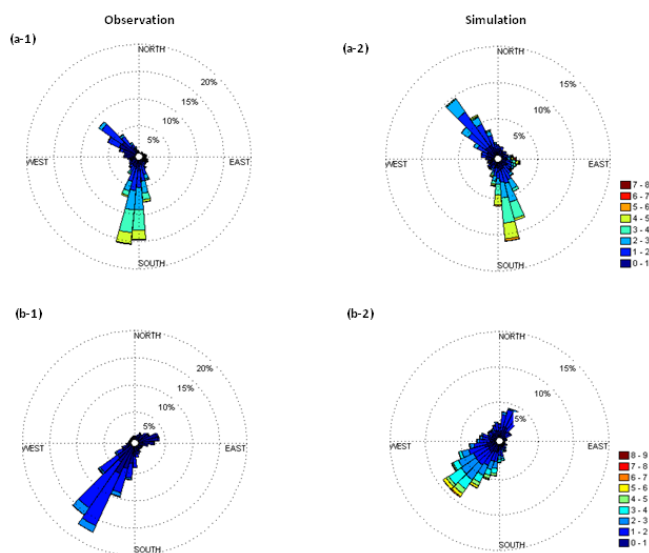 Observation
Simulation
(a-1)
(a-2)
NORTH
20%
15%
10%
5%
WEST
EAST
SOUTH
NORTH
15%
10%
5%
WEST
EAST
SOUTH
7 - 8
6 - 7
5 - 6
4 - 5
3 - 4
2 - 3
1 - 2
0 - 1
(b-1)
(b-2)
NORTH
20%
15%
10%
5%
WEST
EAST
SOUTH
NORTH
15%
10%
5%
WEST
EAST
SOUTH
8 - 9
7 - 8
6 - 7
5 - 6
4 - 5
3 - 4
2 - 3
1 - 2
0 - 1